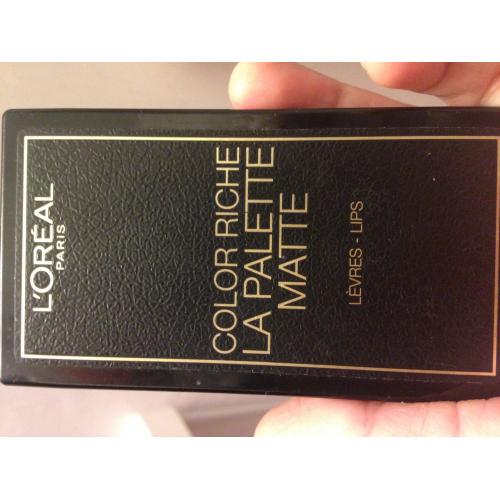 L'ORÉAL
PARIS
COLOR RICHE
LA PALETTE
MATTE
LÈVRES - LIPS